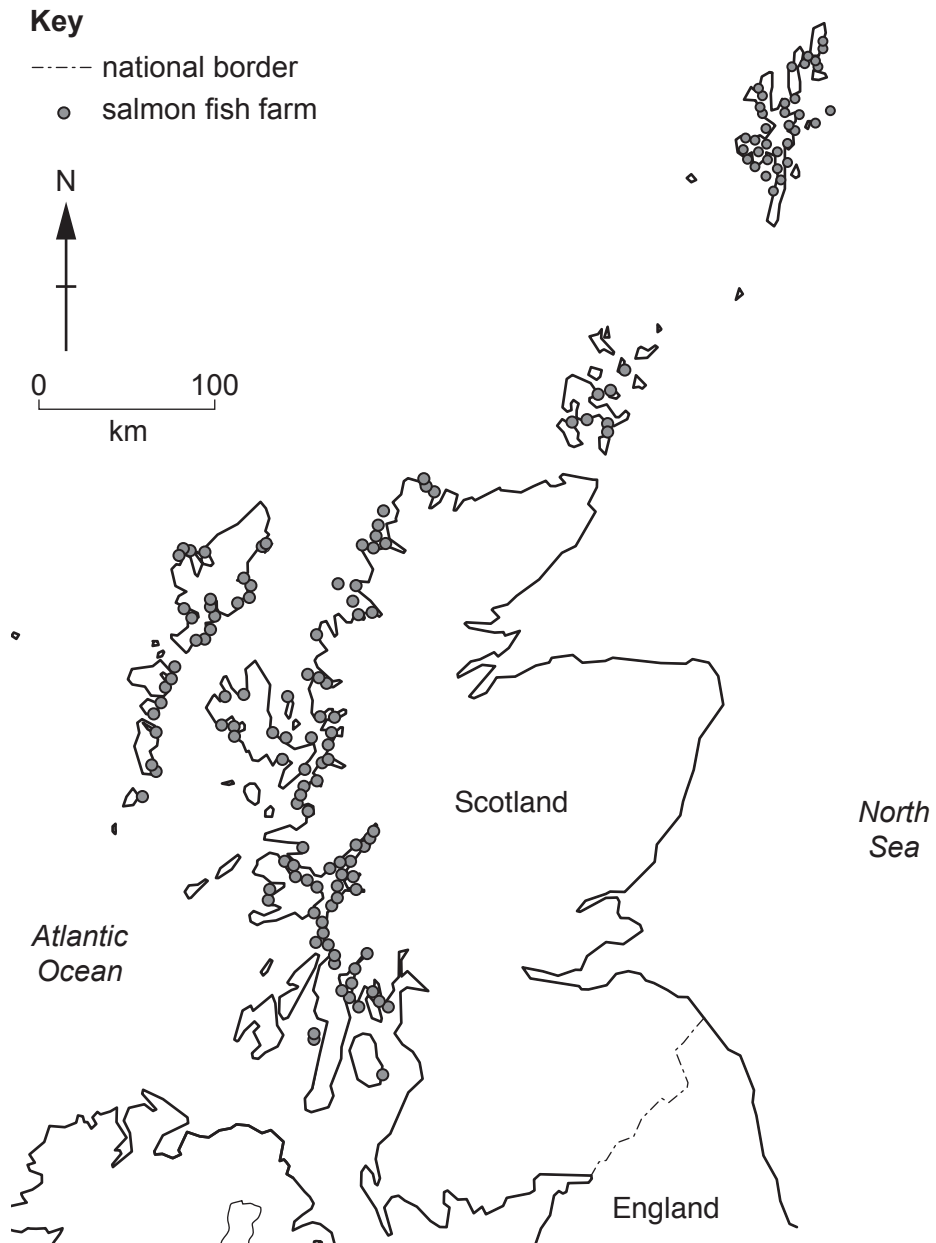 Key
national border
salmon fish farm
N
0 100
km
Scotland
North
Sea
Atlantic
Ocean
England